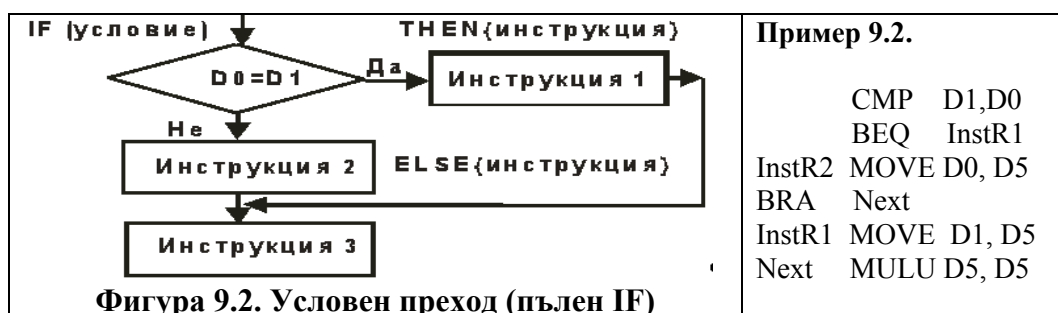 IF (условие)
THEN{инструкция}
D0=D1
Да
Инструкция 1
Не
Инструкция 2
ELSE{инструкция}
Инструкция 3
Фигура 9.2. Условен преход (пълен IF)
Пример 9.2.
CMP D1,D0
BEQ InstR1
InstR2 MOVE D0, D5
BRA Next
InstR1 MOVE D1, D5
Next MULU D5, D5